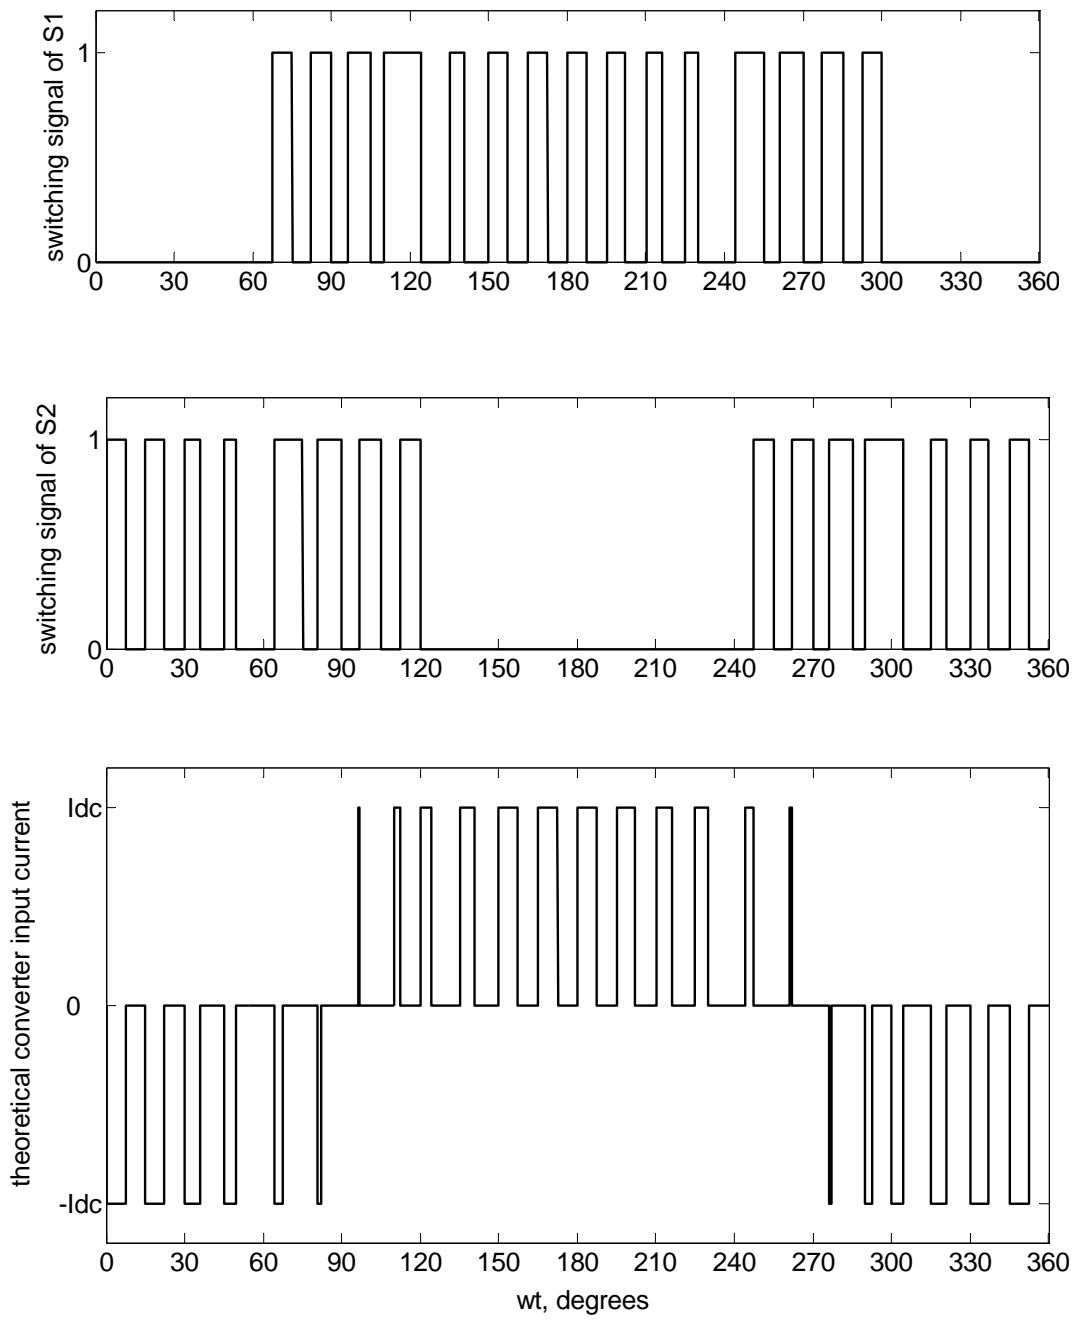 switching signal of S1
1
0
0 30 60 90 120 150 180 210 240 270 300 330 360
switching signal of S2
1
0
0 30 60 90 120 150 180 210 240 270 300 330 360
theoretical converter input current
Idc
0
-Idc
0 30 60 90 120 150 180 210 240 270 300 330 360
wt, degrees